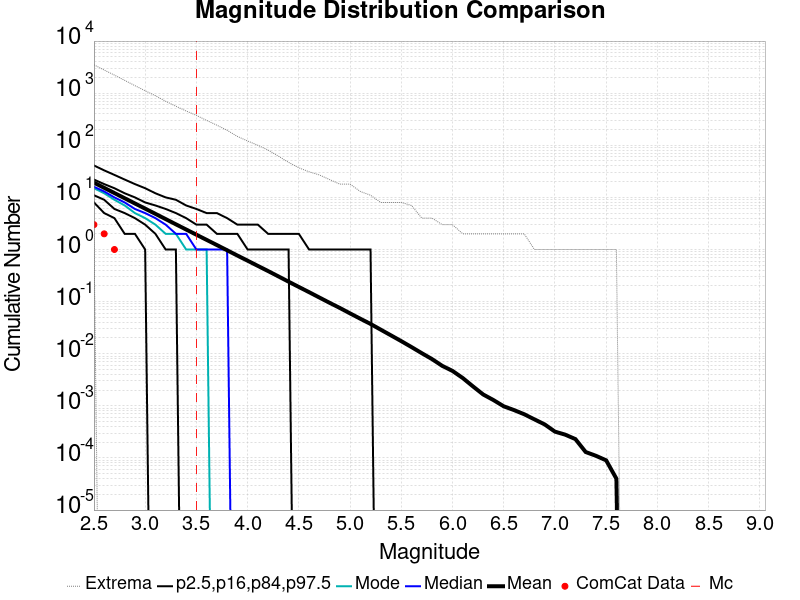 Magnitude Distribution Comparison
10^4
10^3
10^2
10^1
10^0
10^-1
10^-2
10^-3
10^-4
10^-5
Cumulative Number
2.5 3.0 3.5 4.0 4.5 5.0 5.5 6.0 6.5 7.0 7.5 8.0 8.5 9.0
Magnitude
Extrema p2.5,p16,p84,p97.5 Mode Median Mean ComCat Data Mc